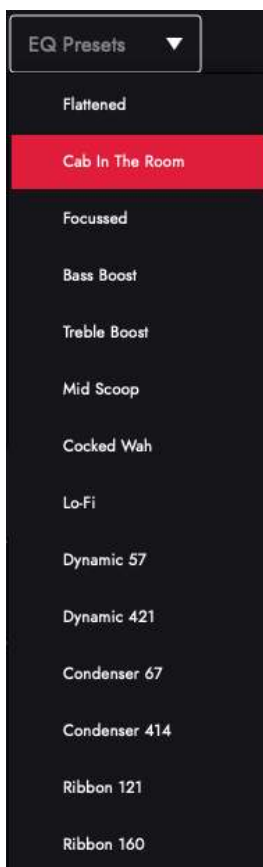 EQ Presets
Flattened
Cab In The Room
Focussed
Bass Boost
Treble Boost
Mid Scoop
Cocked Wah
Lo-Fi
Dynamic 57
Dynamic 421
Condenser 67
Condenser 414
Ribbon 121
Ribbon 160